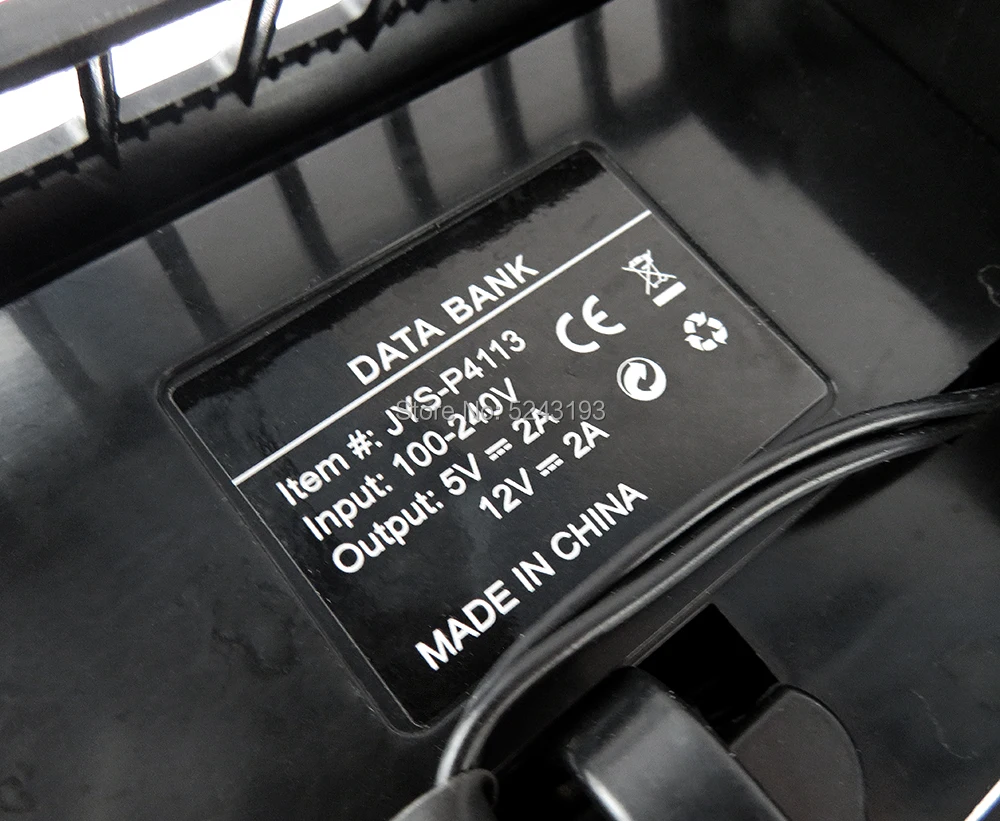 DATA BANK
Item #: JYS-P4113
Input: 100-240V
Output: 5V ⎓ 2A
12V ⎓ 2A
MADE IN CHINA
CE
Store No: 5243193